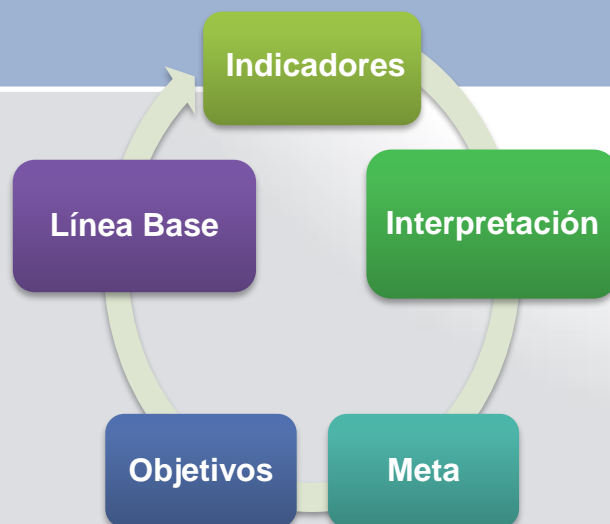 Indicadores
Interpretación
Meta
Objetivos
Línea Base